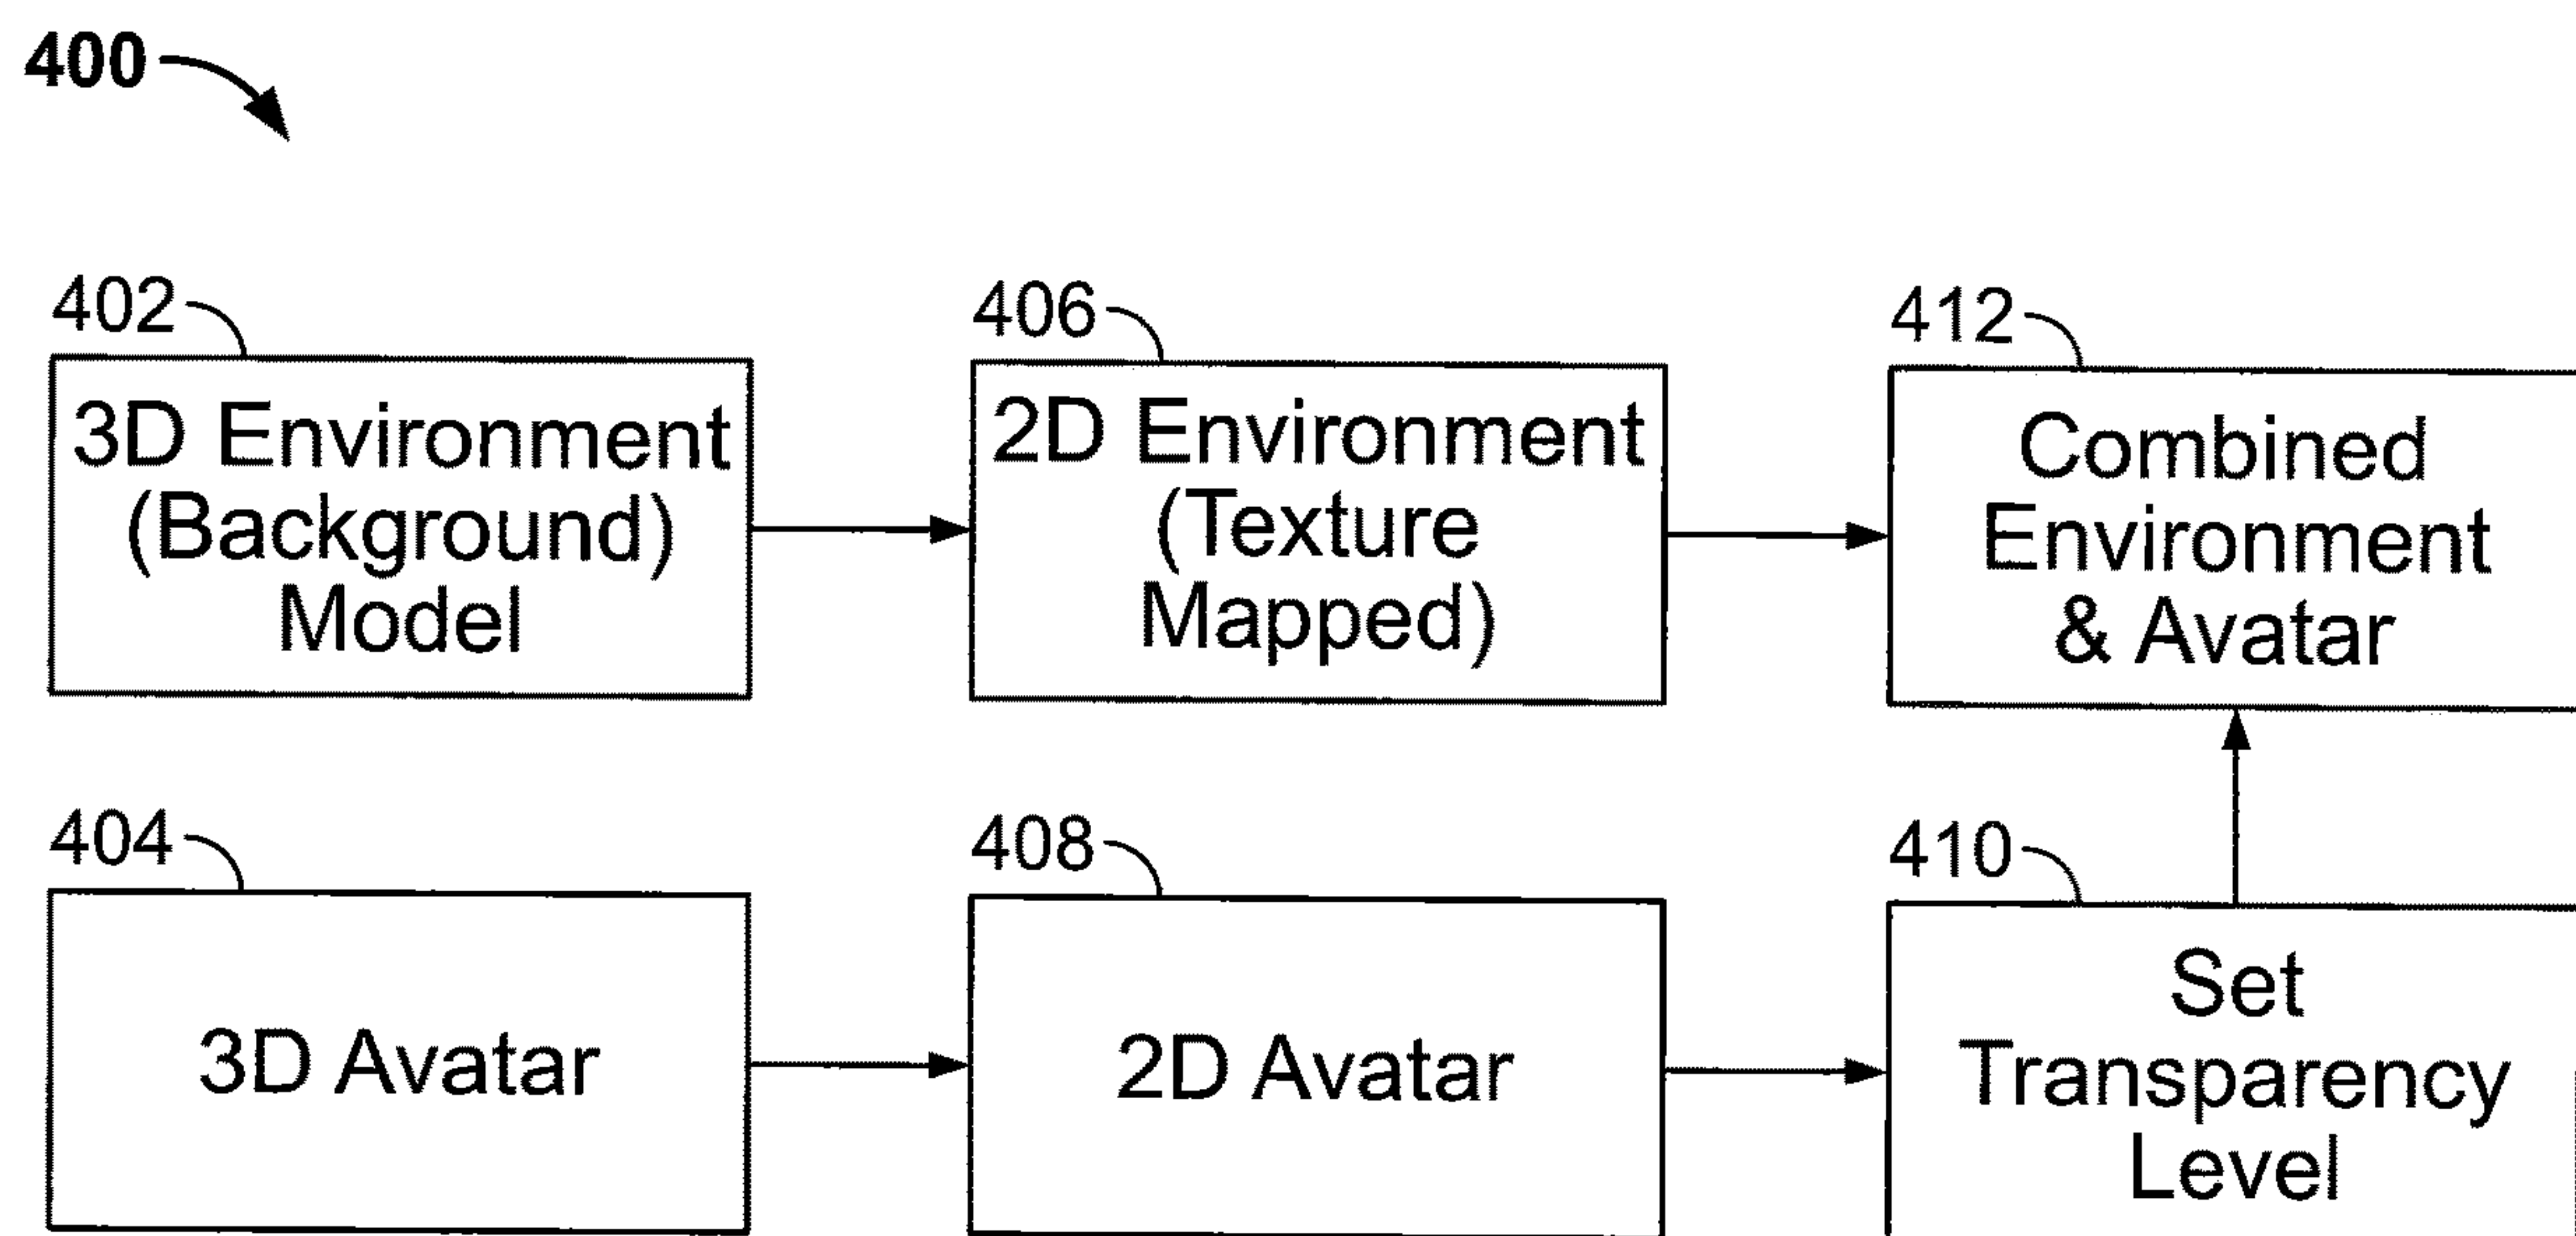 400
402
3D Environment
(Background)
Model
406
2D Environment
(Texture
Mapped)
412
Combined
Environment
& Avatar
404
3D Avatar
408
2D Avatar
410
Set
Transparency
Level